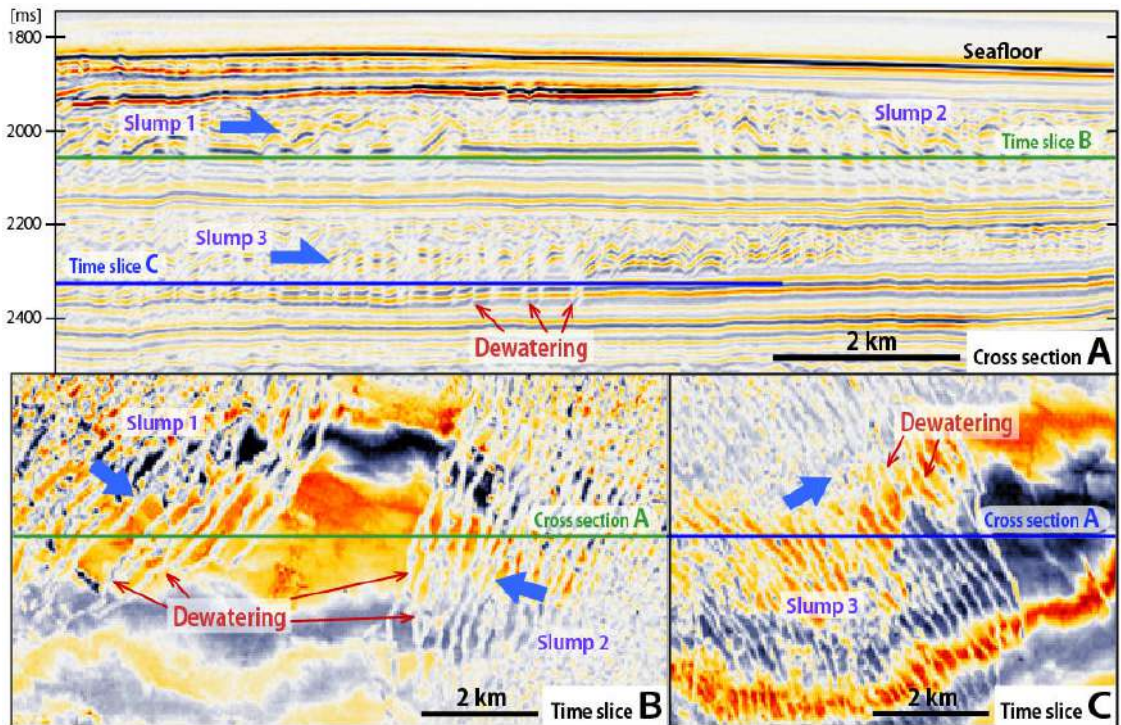 [ms]
1800
Seafloor
Slump 1
Slump 2
2000
Time slice B
2200
Slump 3
Time slice C
2400
Dewatering
2 km
Cross section A
Slump 1
Cross section A
Dewatering
Slump 2
2 km
Time slice B
Dewatering
Cross section A
Slump 3
2 km
Time slice C